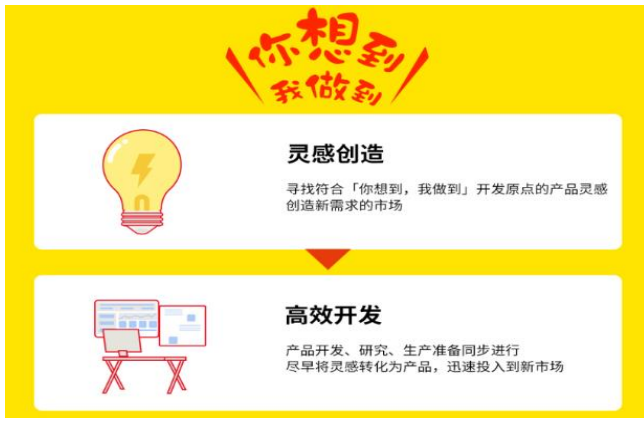 你想到
我做到
灵感创造
寻找符合「你想到，我做到」开发原点的产品灵感
创造新需求的市场
高效开发
产品开发、研究、生产准备同步进行
尽早将灵感转化为产品，迅速投入到新市场